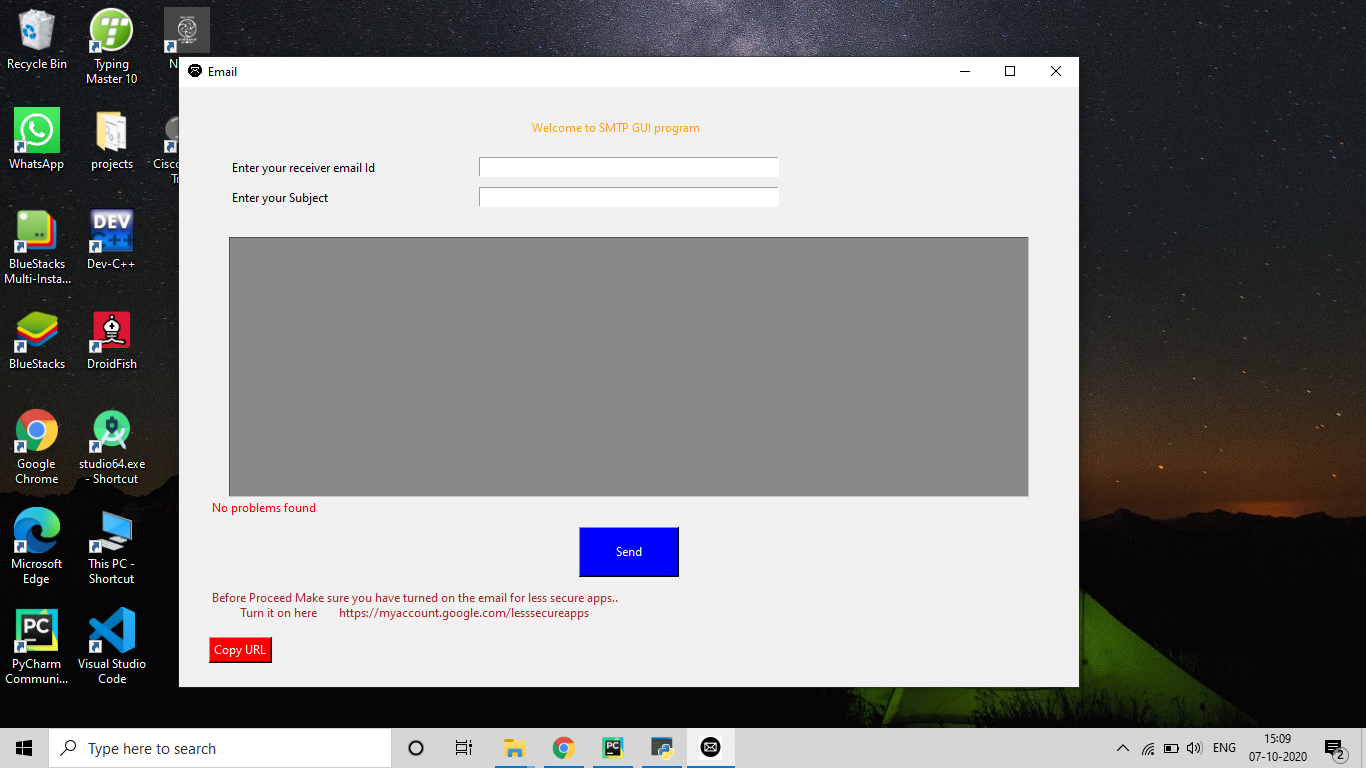 Recycle Bin
Typing
Master 10
N
WhatsApp
projects
Cisco
Tr
BlueStacks
Multi-Insta...
DEV
C++
Dev-C++
BlueStacks
DroidFish
Google
Chrome
studio64.exe
- Shortcut
Microsoft
Edge
This PC -
Shortcut
PC
PyCharm
Communi...
Visual Studio
Code
Email
Welcome to SMTP GUI program
Enter your receiver email Id
Enter your Subject
No problems found
Send
Before Proceed Make sure you have turned on the email for less secure apps..
Turn it on here https://myaccount.google.com/lesssecureapps
Copy URL
Type here to search
PC
ENG
15:09
07-10-2020
2